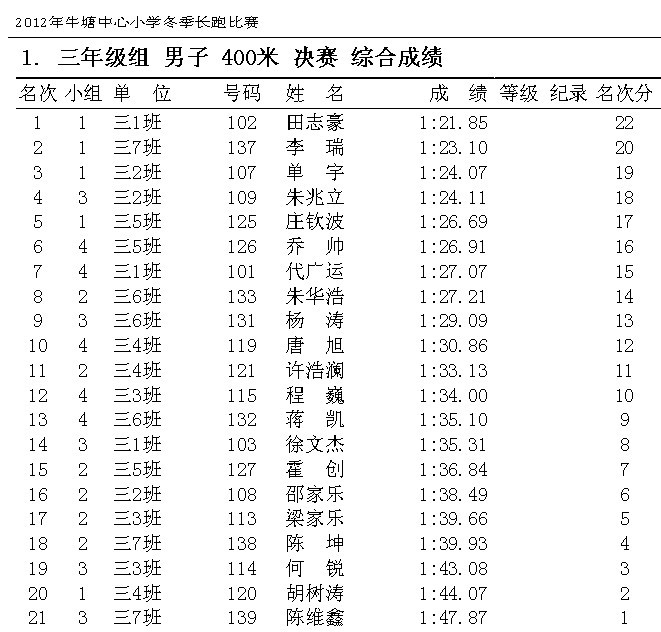 2012年牛塘中心小学冬季长跑比赛
1. 三年级组 男子 400米 决赛 综合成绩
名次 小组 单 位 号码 姓 名 成 绩 等级 纪录 名次分
1 1 三1班 102 田志豪 1:21.85 22
2 1 三7班 137 李 瑞 1:23.10 20
3 1 三2班 107 单 宇 1:24.07 19
4 3 三2班 109 朱兆立 1:24.11 18
5 1 三5班 125 庄钦波 1:26.69 17
6 4 三5班 126 乔 帅 1:26.91 16
7 4 三1班 101 代广运 1:27.07 15
8 2 三6班 133 朱华浩 1:27.21 14
9 3 三6班 131 杨 涛 1:29.09 13
10 4 三4班 119 唐 旭 1:30.86 12
11 2 三4班 121 许浩澜 1:33.13 11
12 4 三3班 115 程 巍 1:34.00 10
13 4 三6班 132 蒋 凯 1:35.10 9
14 3 三1班 103 徐文杰 1:35.31 8
15 2 三5班 127 霍 创 1:36.84 7
16 2 三2班 108 邵家乐 1:38.49 6
17 2 三3班 113 梁家乐 1:39.66 5
18 2 三7班 138 陈 坤 1:39.93 4
19 3 三3班 114 何 锐 1:43.08 3
20 1 三4班 120 胡树涛 1:44.07 2
21 3 三7班 139 陈维鑫 1:47.87 1